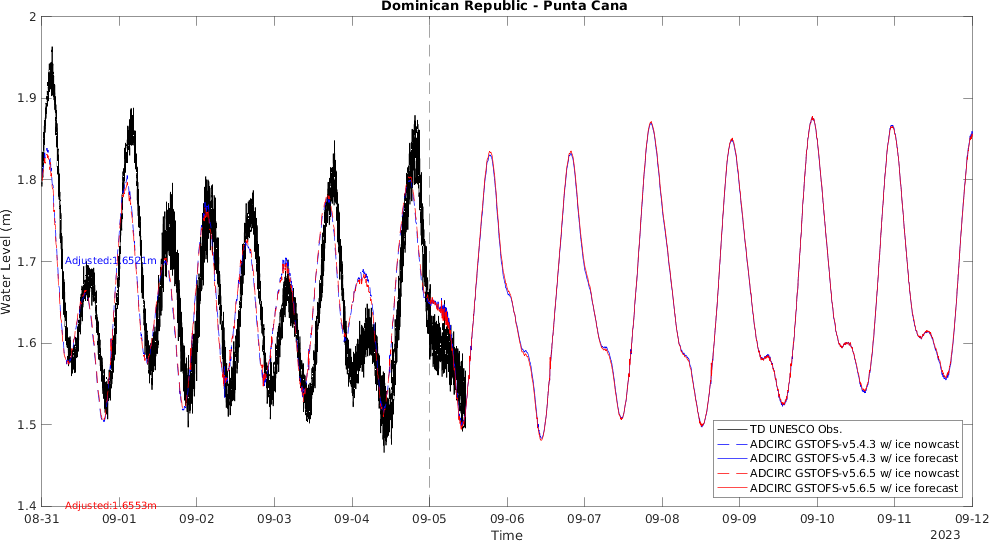 Dominican Republic - Punta Cana
2
1.9
1.8
1.7
1.6
1.5
1.4
Water Level (m)
Adjusted:1.6521m
Adjusted:1.6553m
TD UNESCO Obs.
ADCIRC GSTOFS-v5.4.3 w/ ice nowcast
ADCIRC GSTOFS-v5.4.3 w/ ice forecast
ADCIRC GSTOFS-v5.6.5 w/ ice nowcast
ADCIRC GSTOFS-v5.6.5 w/ ice forecast
08-31 09-01 09-02 09-03 09-04 09-05 09-06 09-07 09-08 09-09 09-10 09-11 09-12
Time
2023